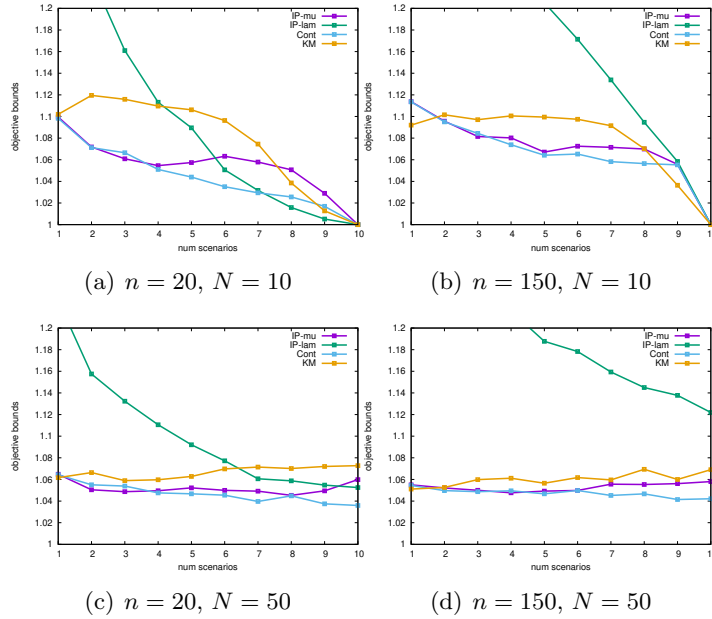 1.2
1.18
1.16
1.14
1.12
1.1
1.08
1.06
1.04
1.02
1
objective bounds
1 2 3 4 5 6 7 8 9 10
num scenarios
IP-mu
IP-lam
Cont
KM
(a) n = 20, N = 10
1.2
1.18
1.16
1.14
1.12
1.1
1.08
1.06
1.04
1.02
1
objective bounds
1 2 3 4 5 6 7 8 9 1
num scenarios
IP-mu
IP-lam
Cont
KM
(b) n = 150, N = 10
1.2
1.18
1.16
1.14
1.12
1.1
1.08
1.06
1.04
1.02
1
objective bounds
1 2 3 4 5 6 7 8 9 10
num scenarios
IP-mu
IP-lam
Cont
KM
(c) n = 20, N = 50
1.2
1.18
1.16
1.14
1.12
1.1
1.08
1.06
1.04
1.02
1
objective bounds
1 2 3 4 5 6 7 8 9 1
num scenarios
IP-mu
IP-lam
Cont
KM
(d) n = 150, N = 50